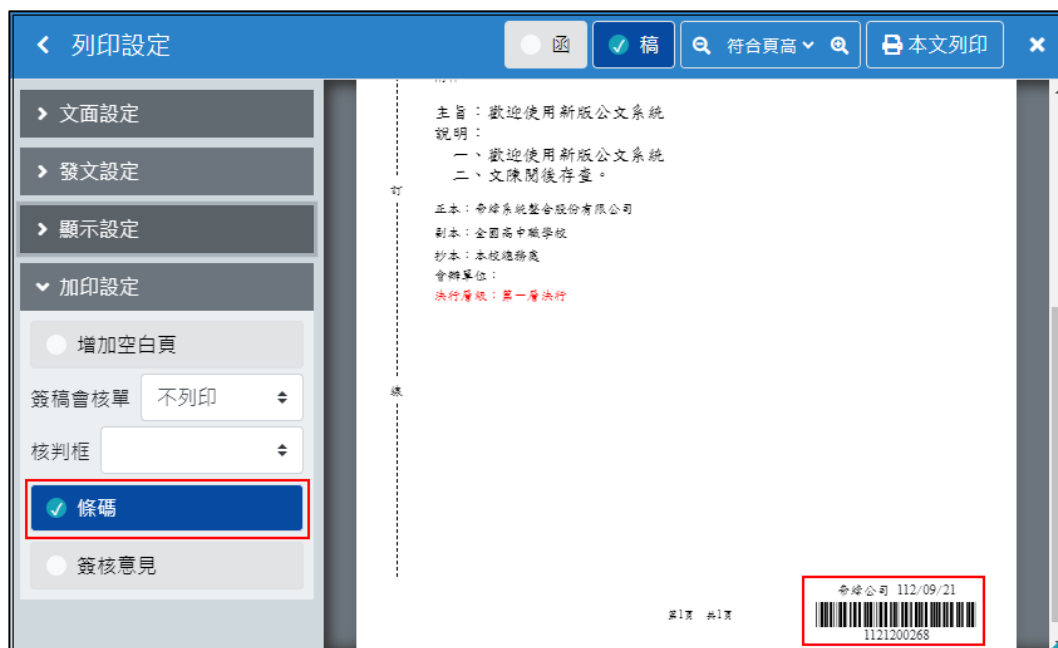 列印設定
函
稿
符合頁高
本文列印
文面設定
發文設定
顯示設定
加印設定
增加空白頁
簽稿會核單 不列印
核判框
條碼
簽核意見
主旨：歡迎使用新版公文系統
說明：
一、歡迎使用新版公文系統
二、文陳閱後存查。
訂
正本：帝緯系統整合股份有限公司
副本：全國高中職學校
抄本：本校總務處
會辦單位：
決行層級：第一層決行
線
第1頁 共1頁
帝緯公司 112/09/21
1121200268